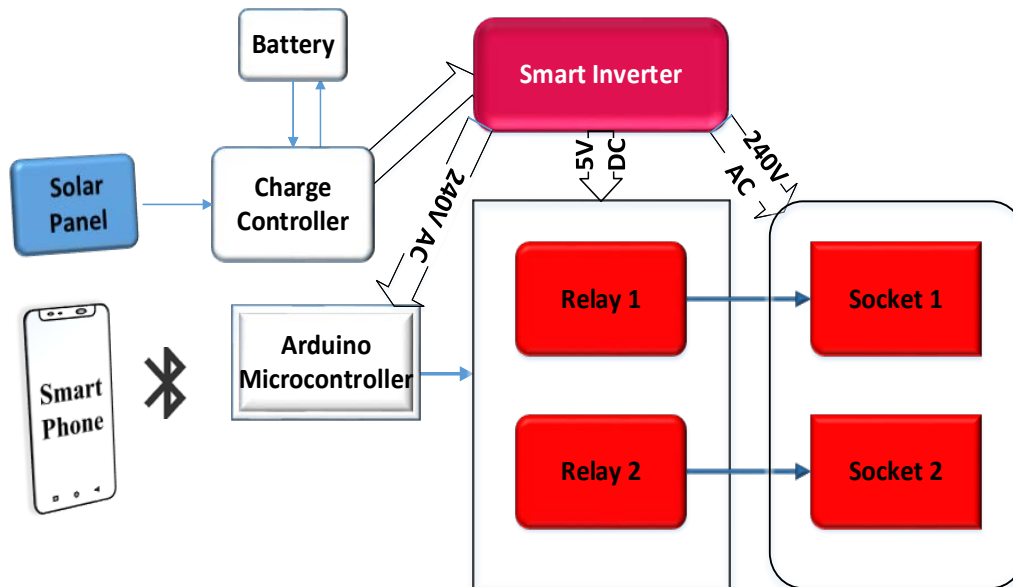 Battery
Smart Inverter
Solar
Panel
Charge
Controller
240V AC
5V
DC
240V
AC
Smart
Phone
Arduino
Microcontroller
Relay 1
Socket 1
Relay 2
Socket 2